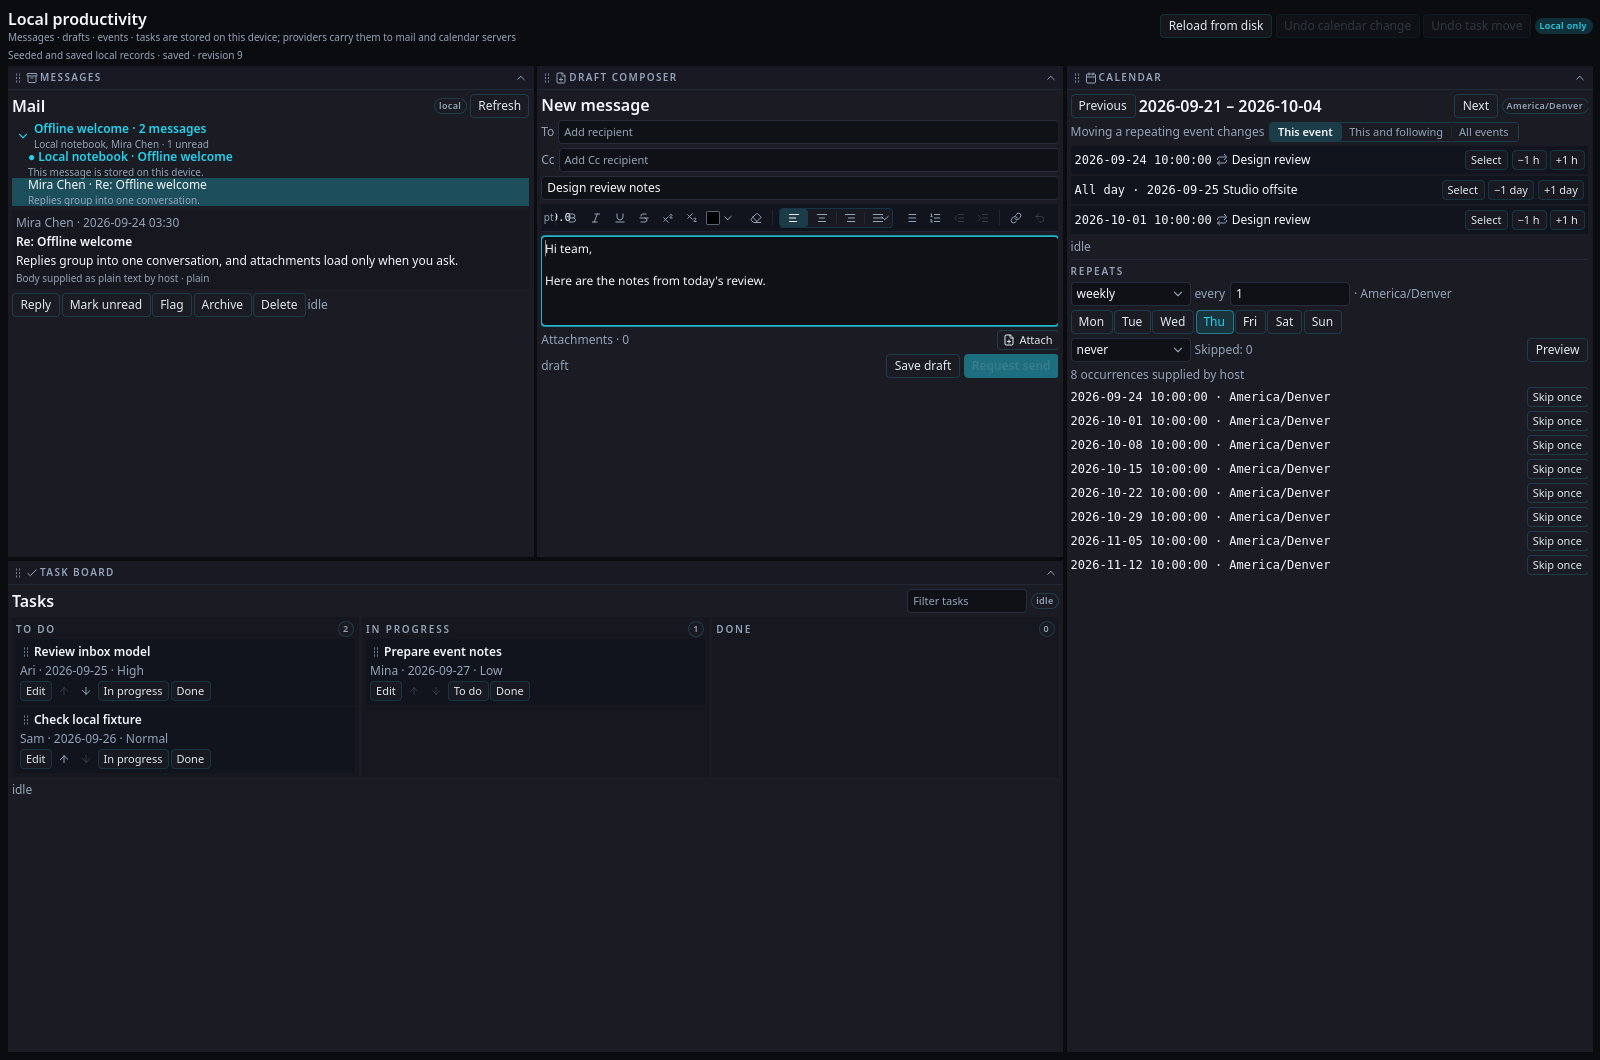 Local productivity
Messages · drafts · events · tasks are stored on this device; providers carry them to mail and calendar servers
Seeded and saved local records · saved · revision 9
Reload from disk
Undo calendar change
Undo task move
Local only
MESSAGES
Mail
local
Refresh
Offline welcome · 2 messages
Local notebook, Mira Chen · 1 unread
● Local notebook · Offline welcome
This message is stored on this device.
Mira Chen · Re: Offline welcome
Replies group into one conversation.
Mira Chen · 2026-09-24 03:30
Re: Offline welcome
Replies group into one conversation, and attachments load only when you ask.
Body supplied as plain text by host · plain
Reply
Mark unread
Flag
Archive
Delete
idle
DRAFT COMPOSER
New message
To
Add recipient
Cc
Add Cc recipient
Design review notes
pt
Hi team,
Here are the notes from today's review.
Attachments · 0
Attach
draft
Save draft
Request send
CALENDAR
Previous
2026-09-21 – 2026-10-04
Next
America/Denver
Moving a repeating event changes
This event
This and following
All events
2026-09-24 10:00:00 Design review
Select
−1 h
+1 h
All day · 2026-09-25 Studio offsite
Select
−1 day
+1 day
2026-10-01 10:00:00 Design review
Select
−1 h
+1 h
idle
REPEATS
weekly
every
1
· America/Denver
Mon
Tue
Wed
Thu
Fri
Sat
Sun
never
Skipped: 0
Preview
8 occurrences supplied by host
2026-09-24 10:00:00 · America/Denver
Skip once
2026-10-01 10:00:00 · America/Denver
Skip once
2026-10-08 10:00:00 · America/Denver
Skip once
2026-10-15 10:00:00 · America/Denver
Skip once
2026-10-22 10:00:00 · America/Denver
Skip once
2026-10-29 10:00:00 · America/Denver
Skip once
2026-11-05 10:00:00 · America/Denver
Skip once
2026-11-12 10:00:00 · America/Denver
Skip once
TASK BOARD
Tasks
Filter tasks
idle
TO DO
2
Review inbox model
Ari · 2026-09-25 · High
Edit
In progress
Done
Check local fixture
Sam · 2026-09-26 · Normal
Edit
In progress
Done
IN PROGRESS
1
Prepare event notes
Mina · 2026-09-27 · Low
Edit
To do
Done
DONE
0
idle